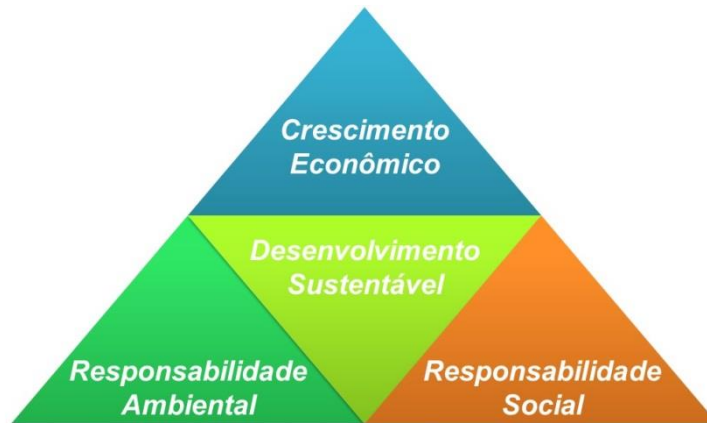 Crescimento
Econômico
Desenvolvimento
Sustentável
Responsabilidade
Ambiental
Responsabilidade
Social